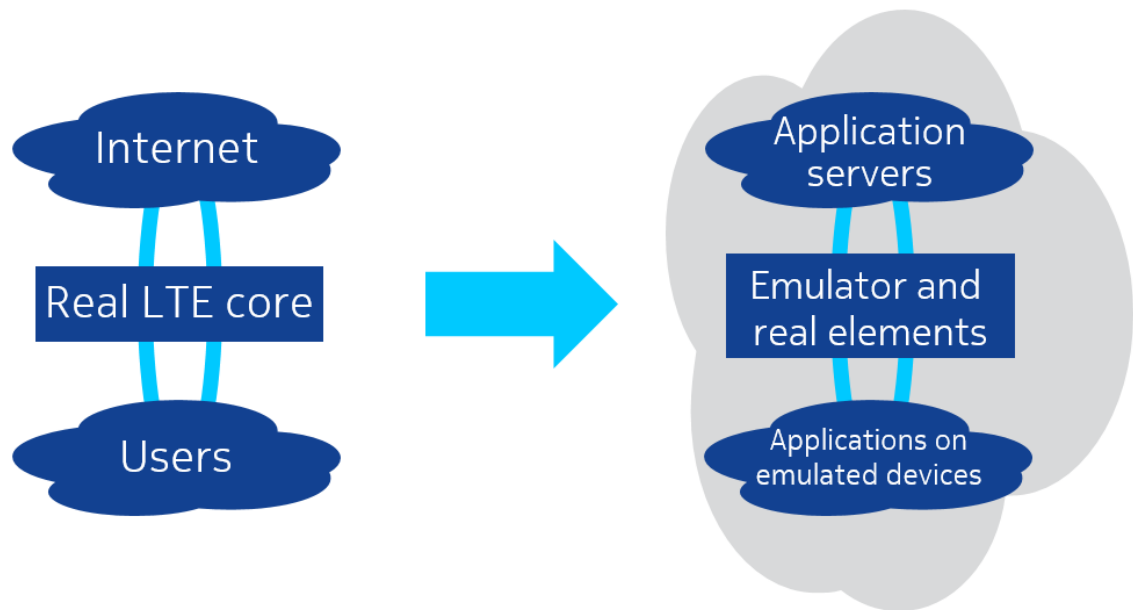 Internet
Real LTE core
Users
Application
servers
Emulator and
real elements
Applications on
emulated devices